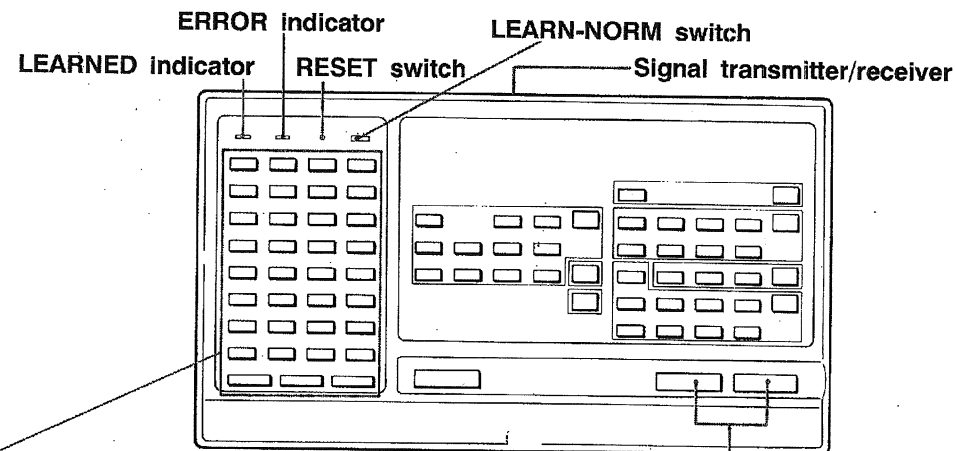 ERROR indicator
LEARN-NORM switch
LEARNED indicator
RESET switch
Signal transmitter/receiver